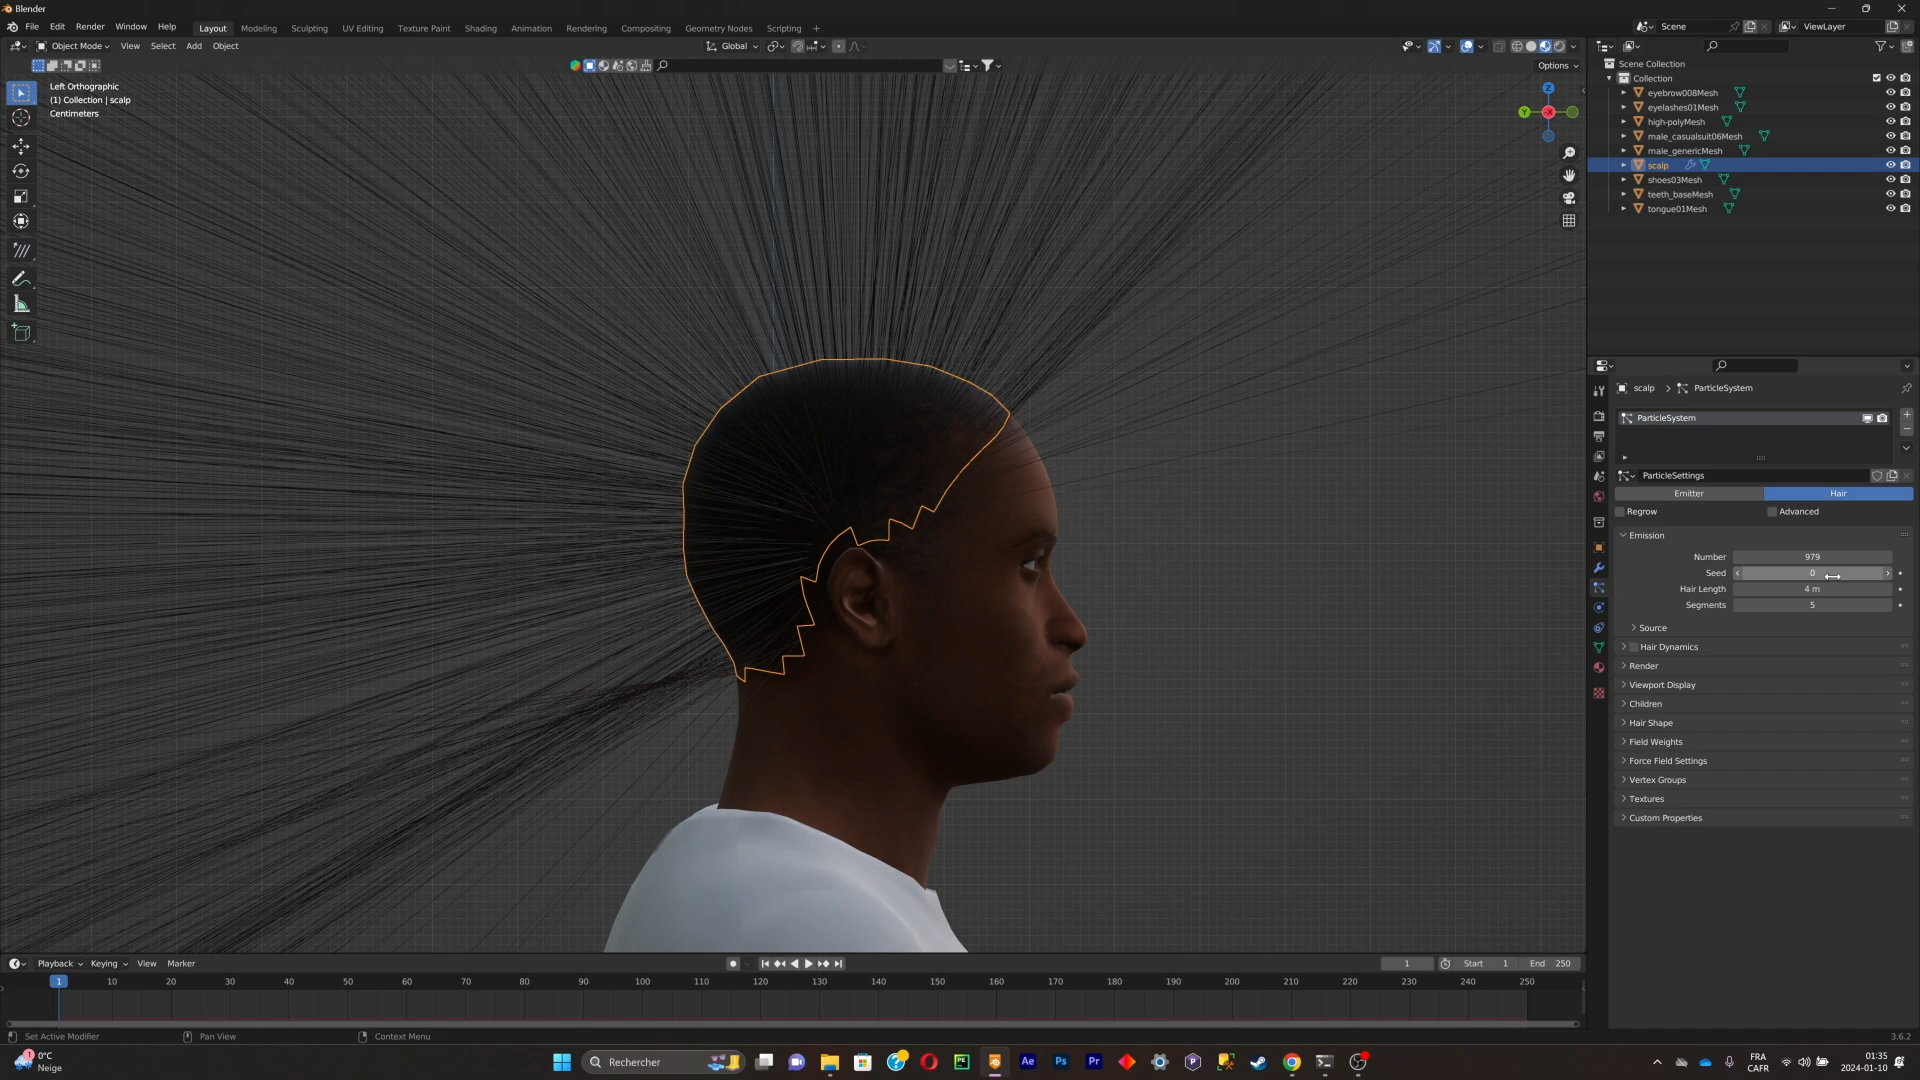 Blender
File Edit Render Window Help Layout Modeling Sculpting UV Editing Texture Paint Shading Animation Rendering Compositing Geometry Nodes Scripting + Scene ViewLayer
Object Mode View Select Add Object Global
Options
Left Orthographic
(1) Collection | scalp
Centimeters
Z
Y
X
Scene Collection
Collection
eyebrow008Mesh
eyelashes01Mesh
high-polyMesh
male_casualsuit06Mesh
male_genericMesh
scalp
shoes03Mesh
teeth_baseMesh
tongue01Mesh
scalp > ParticleSystem
ParticleSystem
ParticleSettings
Emitter Hair
Regrow Advanced
Emission
Number 979
Seed 0
Hair Length 4 m
Segments 5
Source
Hair Dynamics
Render
Viewport Display
Children
Hair Shape
Field Weights
Force Field Settings
Vertex Groups
Textures
Custom Properties
Playback Keying View Marker 1 Start 1 End 250
1 10 20 30 40 50 60 70 80 90 100 110 120 130 140 150 160 170 180 190 200 210 220 230 240 250
Set Active Modifier Pan View Context Menu 3.6.2
0°C
Neige
Rechercher
Ae Ps Pr
FRA
CAFR
01:35
2024-01-10